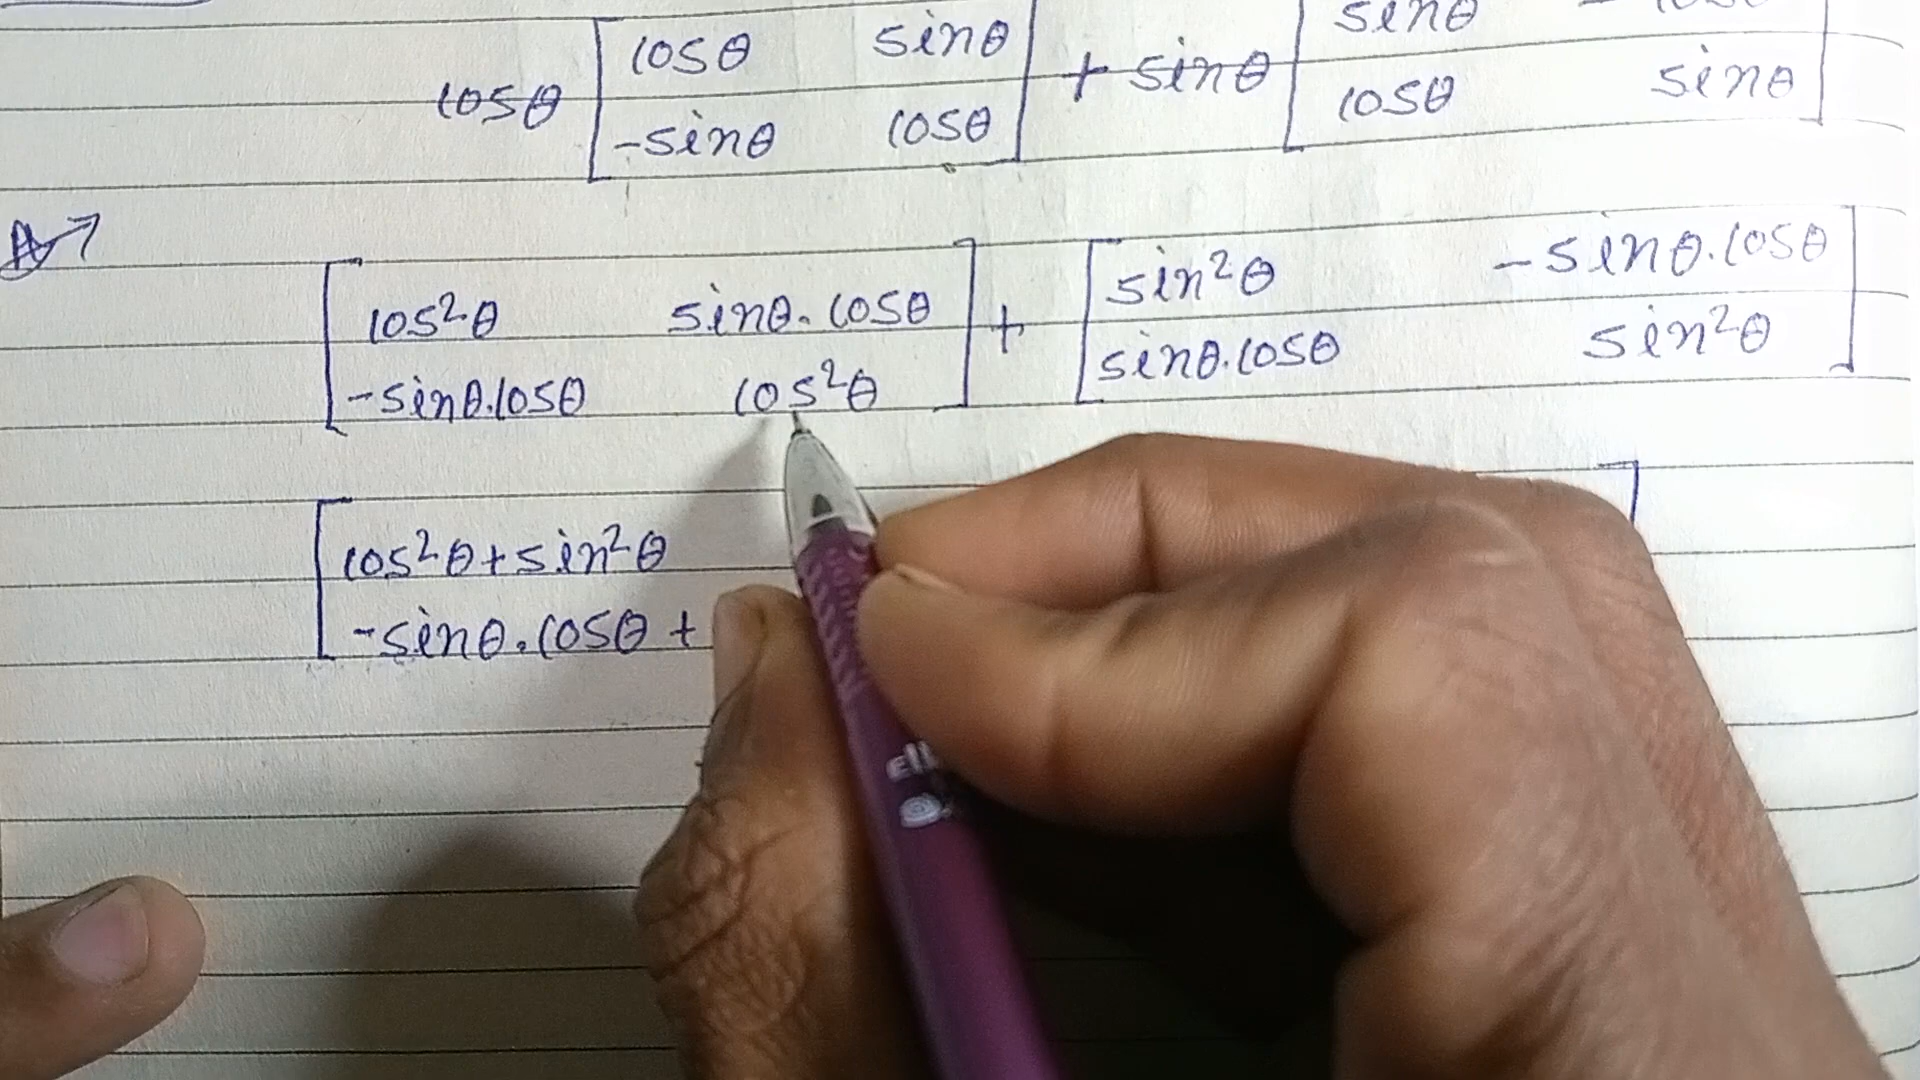 cosθ [ cosθ sinθ ] + sinθ [ sinθ
-sinθ cosθ cosθ sinθ
A→
[ cos²θ sinθ.cosθ ] + [ sin²θ -sinθ.cosθ ]
-sinθ.cosθ cos²θ sinθ.cosθ sin²θ
[ cos²θ+sin²θ ]
-sinθ.cosθ +